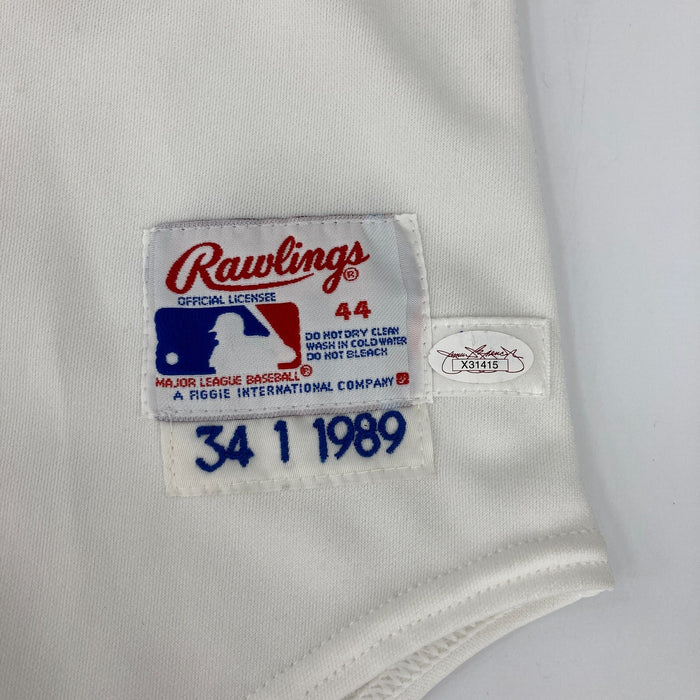 Rawlings®
OFFICIAL LICENSEE
44
DO NOT DRY CLEAN
WASH IN COLD WATER
DO NOT BLEACH
MAJOR LEAGUE BASEBALL®
A FIGGIE INTERNATIONAL COMPANY
34 1 1989
X31415